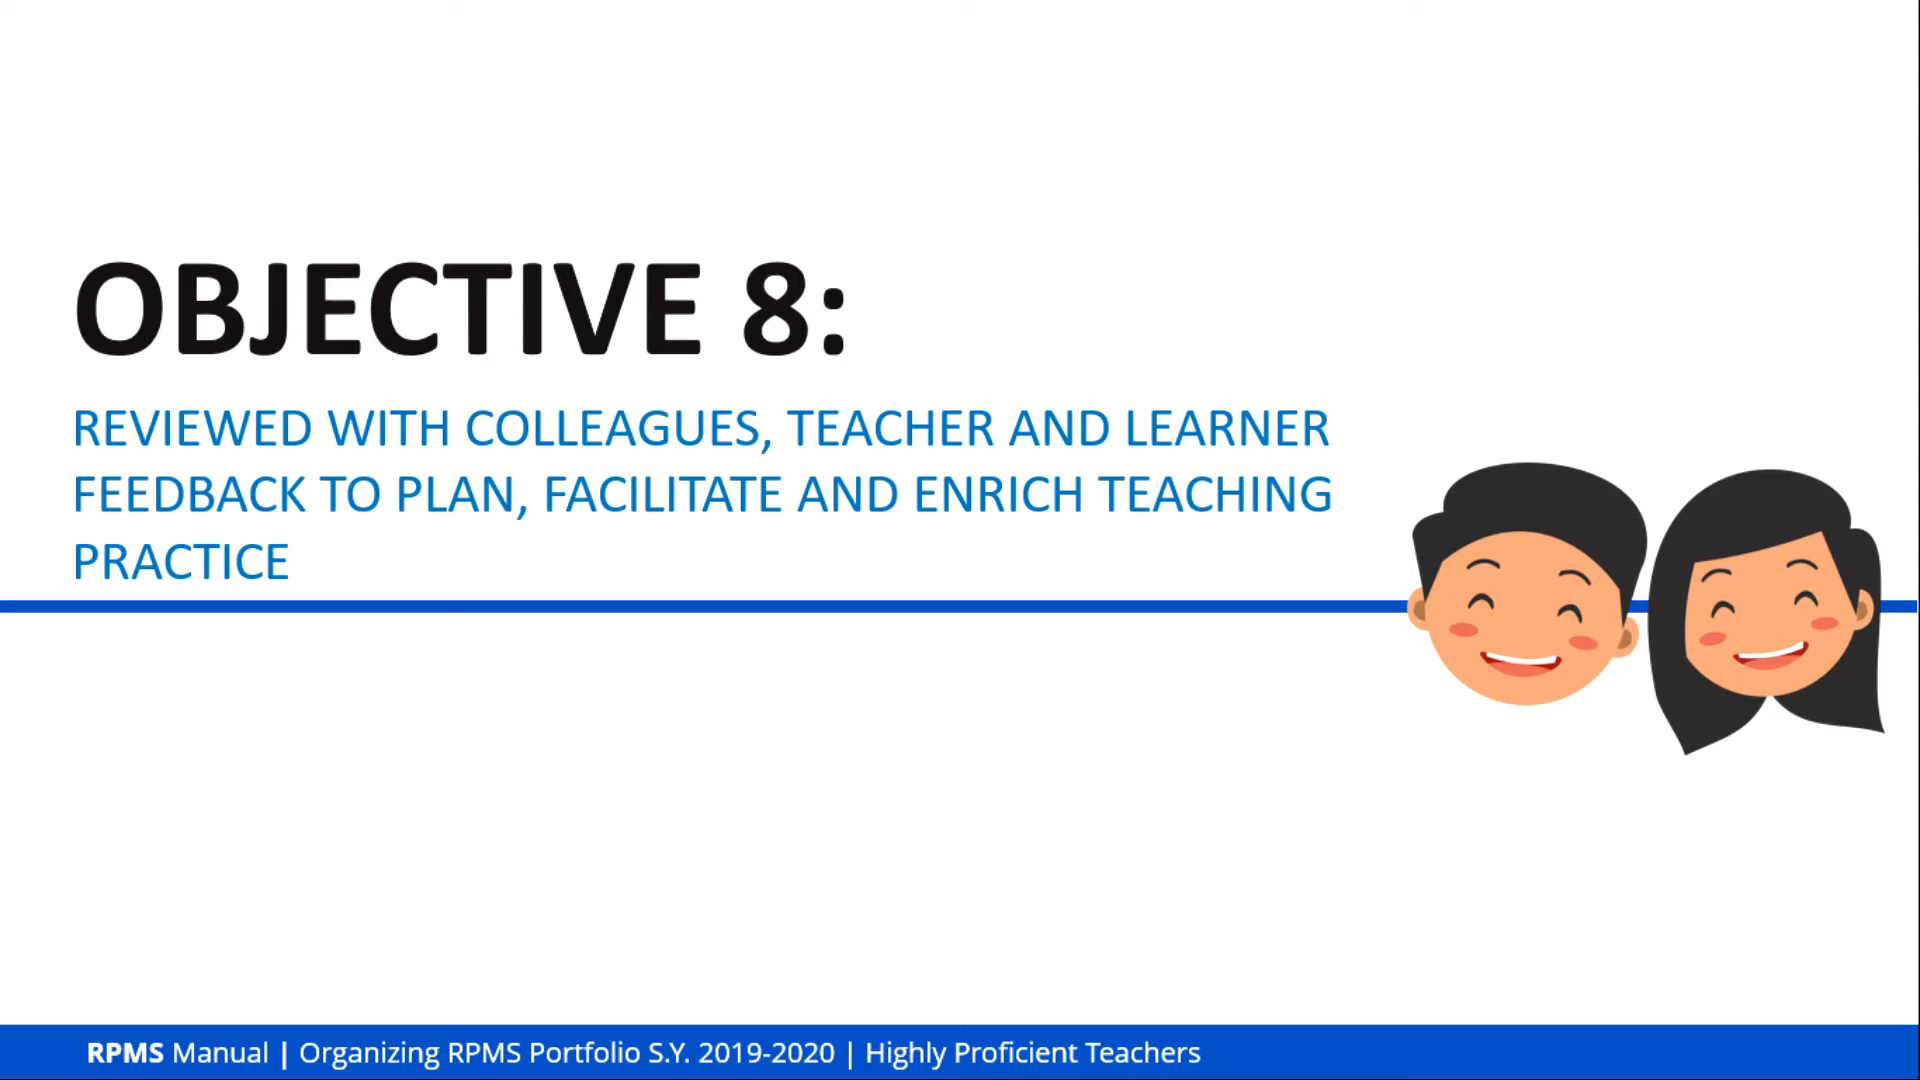 OBJECTIVE 8:
REVIEWED WITH COLLEAGUES, TEACHER AND LEARNER
FEEDBACK TO PLAN, FACILITATE AND ENRICH TEACHING
PRACTICE
RPMS Manual | Organizing RPMS Portfolio S.Y. 2019-2020 | Highly Proficient Teachers